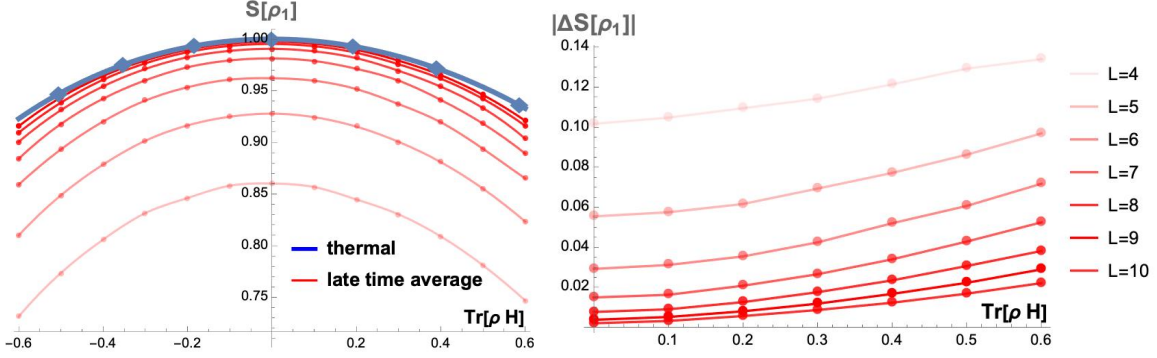 S[ρ₁]
1.00
0.95
0.90
0.85
0.80
0.75
thermal
late time average
Tr[ρ H]
−0.6 −0.4 −0.2 0.2 0.4 0.6
|ΔS[ρ₁]|
0.14
0.12
0.10
0.08
0.06
0.04
0.02
Tr[ρ H]
0.1 0.2 0.3 0.4 0.5 0.6
L=4
L=5
L=6
L=7
L=8
L=9
L=10